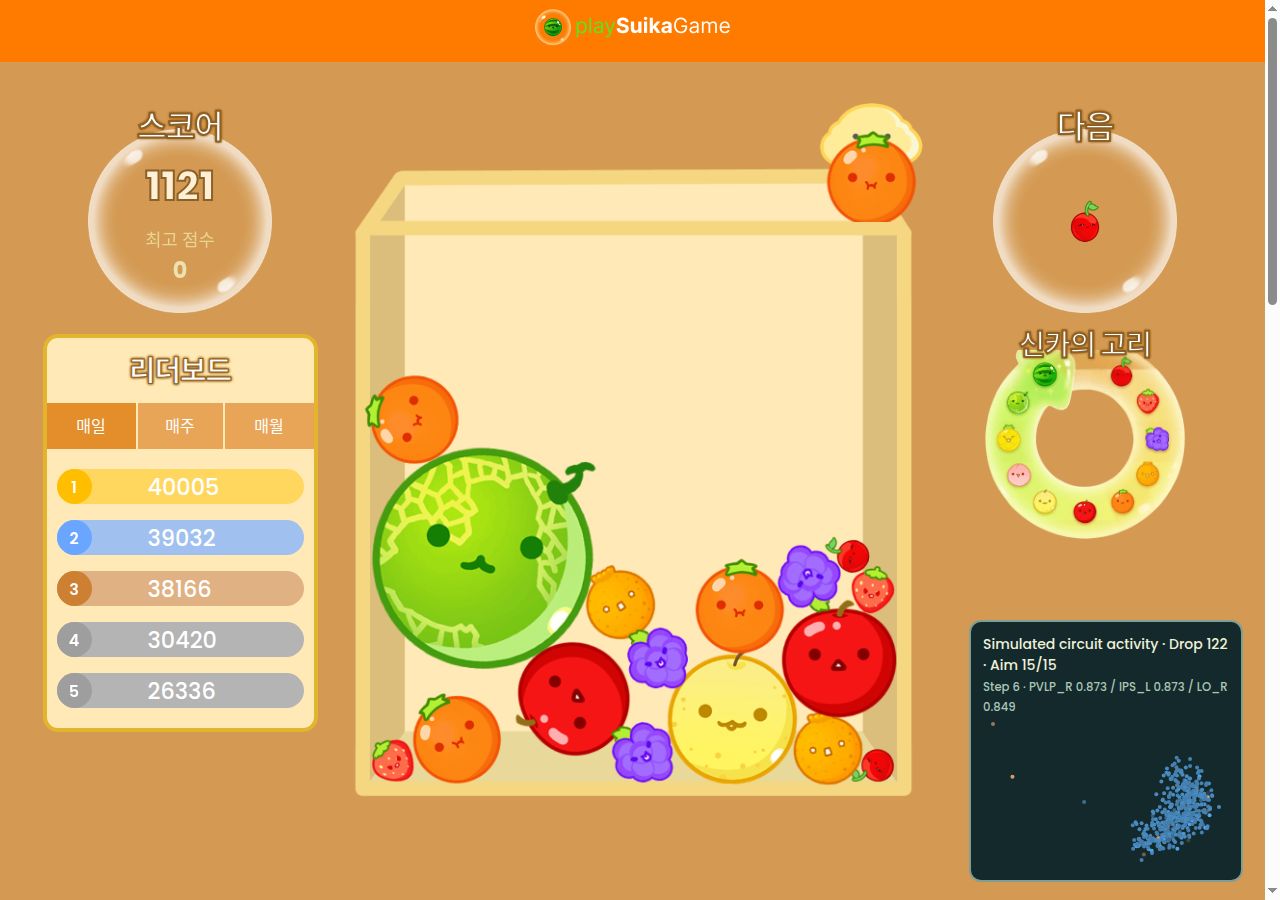 playSuikaGame
스코어
1121
최고 점수
0
다음
신카의 고리
리더보드
매일 매주 매월
1 40005
2 39032
3 38166
4 30420
5 26336
Simulated circuit activity · Drop 122
· Aim 15/15
Step 6 · PVLP_R 0.873 / IPS_L 0.873 / LO_R
0.849